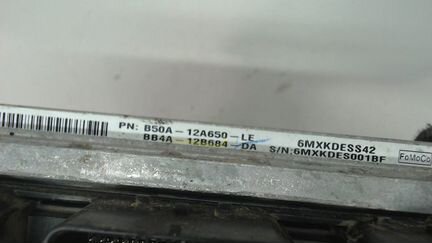 PN: B50A-12A650-LE 6MXKDESS42
BB4A-12B684-DA S/N:6MXKDES001BF FoMoCo